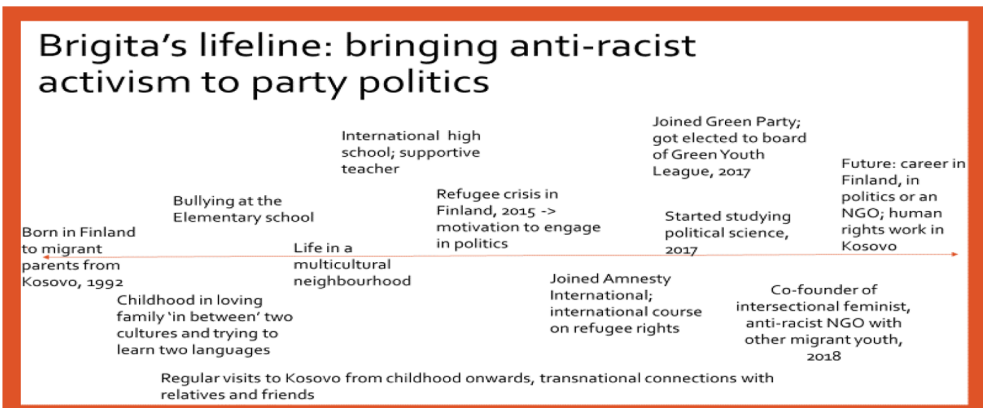 Brigita's lifeline: bringing anti-racist
activism to party politics
International high
school; supportive
teacher
Joined Green Party;
got elected to board
of Green Youth
League, 2017
Future: career in
Finland, in
politics or an
NGO; human
rights work in
Kosovo
Bullying at the
Elementary school
Refugee crisis in
Finland, 2015 ->
motivation to engage
in politics
Started studying
political science,
2017
Born in Finland
to migrant
parents from
Kosovo, 1992
Life in a
multicultural
neighbourhood
Childhood in loving
family 'in between' two
cultures and trying to
learn two languages
Joined Amnesty
International;
international course
on refugee rights
Co-founder of
intersectional feminist,
anti-racist NGO with
other migrant youth,
2018
Regular visits to Kosovo from childhood onwards, transnational connections with
relatives and friends